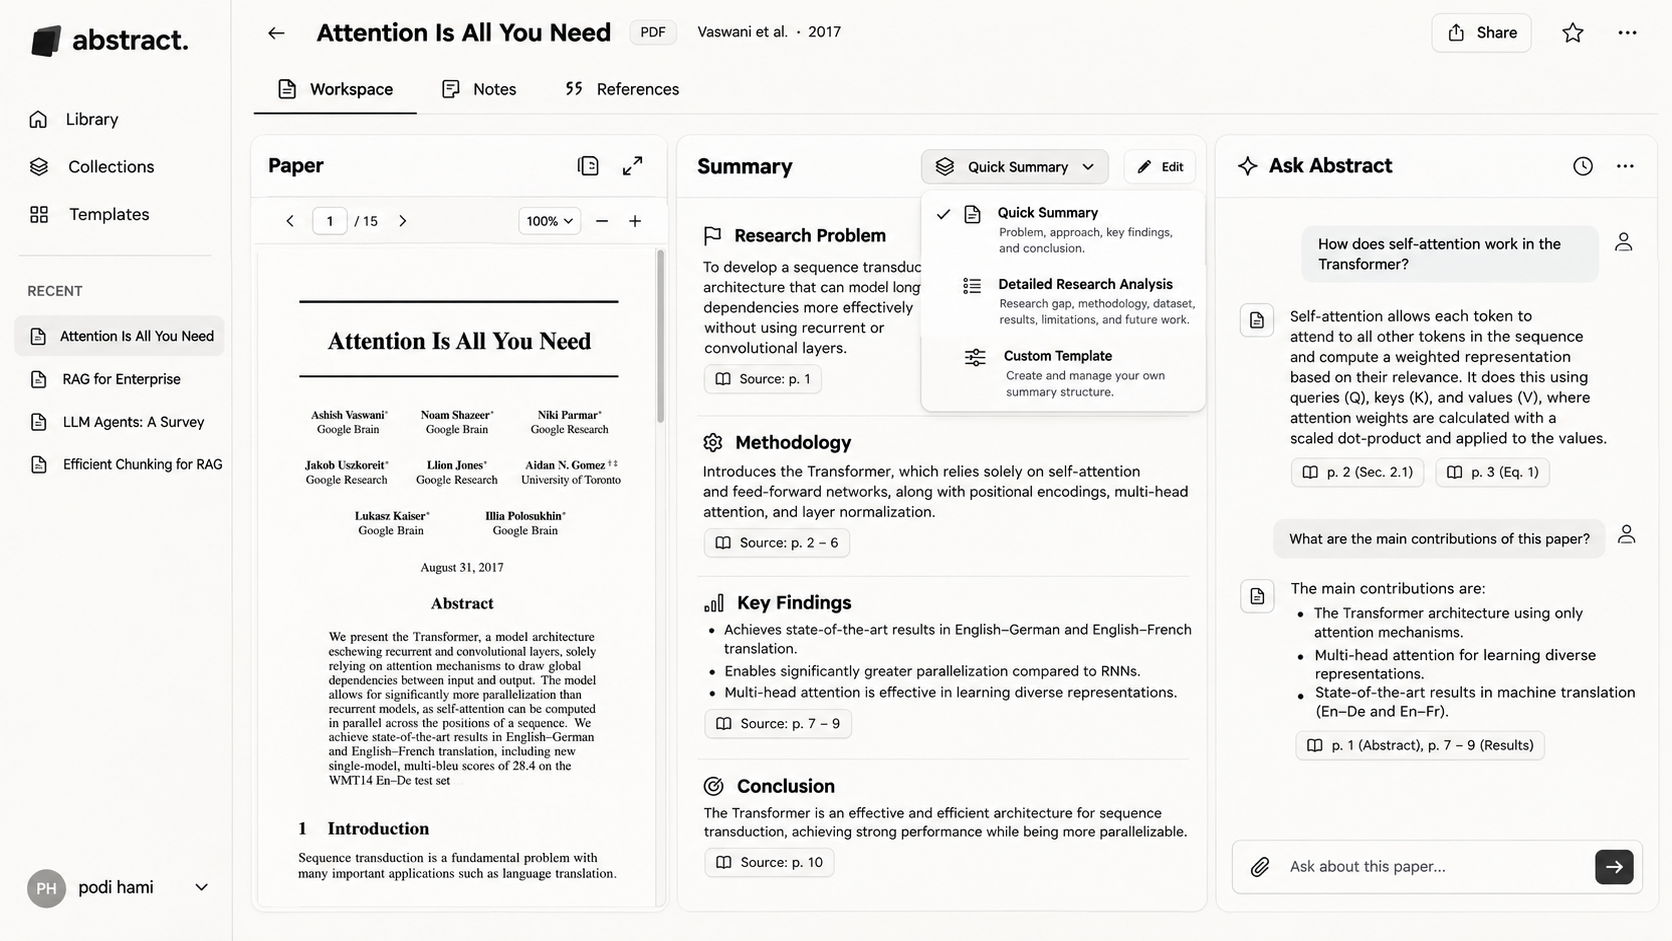 abstract.
Library
Collections
Templates
RECENT
Attention Is All You Need
RAG for Enterprise
LLM Agents: A Survey
Efficient Chunking for RAG
PH
podi hami
Attention Is All You Need
PDF
Vaswani et al. · 2017
Share
Workspace
Notes
References
Paper
1 / 15
100%
Attention Is All You Need
Ashish Vaswani* Noam Shazeer* Niki Parmar*
Google Brain Google Brain Google Research
Jakob Uszkoreit* Llion Jones* Aidan N. Gomez †‡
Google Research Google Research University of Toronto
Lukasz Kaiser* Illia Polosukhin*
Google Brain Google Brain
August 31, 2017
Abstract
We present the Transformer, a model architecture
eschewing recurrent and convolutional layers, solely
relying on attention mechanisms to draw global
dependencies between input and output. The model
allows for significantly more parallelization than
recurrent models, as self-attention can be computed
in parallel across the positions of a sequence. We
achieve state-of-the-art results in English–German
and English–French translation, including new
single-model, multi-bleu scores of 28.4 on the
WMT14 En–De test set
1 Introduction
Sequence transduction is a fundamental problem with
many important applications such as language translation.
Summary
Quick Summary
Edit
Quick Summary
Problem, approach, key findings,
and conclusion.
Detailed Research Analysis
Research gap, methodology, dataset,
results, limitations, and future work.
Custom Template
Create and manage your own
summary structure.
Research Problem
To develop a sequence transduc
architecture that can model long
dependencies more effectively
without using recurrent or
convolutional layers.
Source: p. 1
Methodology
Introduces the Transformer, which relies solely on self-attention
and feed-forward networks, along with positional encodings, multi-head
attention, and layer normalization.
Source: p. 2 – 6
Key Findings
• Achieves state-of-the-art results in English–German and English–French
translation.
• Enables significantly greater parallelization compared to RNNs.
• Multi-head attention is effective in learning diverse representations.
Source: p. 7 – 9
Conclusion
The Transformer is an effective and efficient architecture for sequence
transduction, achieving strong performance while being more parallelizable.
Source: p. 10
Ask Abstract
How does self-attention work in the
Transformer?
Self-attention allows each token to
attend to all other tokens in the sequence
and compute a weighted representation
based on their relevance. It does this using
queries (Q), keys (K), and values (V), where
attention weights are calculated with a
scaled dot-product and applied to the values.
p. 2 (Sec. 2.1)
p. 3 (Eq. 1)
What are the main contributions of this paper?
The main contributions are:
• The Transformer architecture using only
attention mechanisms.
• Multi-head attention for learning diverse
representations.
• State-of-the-art results in machine translation
(En–De and En–Fr).
p. 1 (Abstract), p. 7 – 9 (Results)
Ask about this paper...